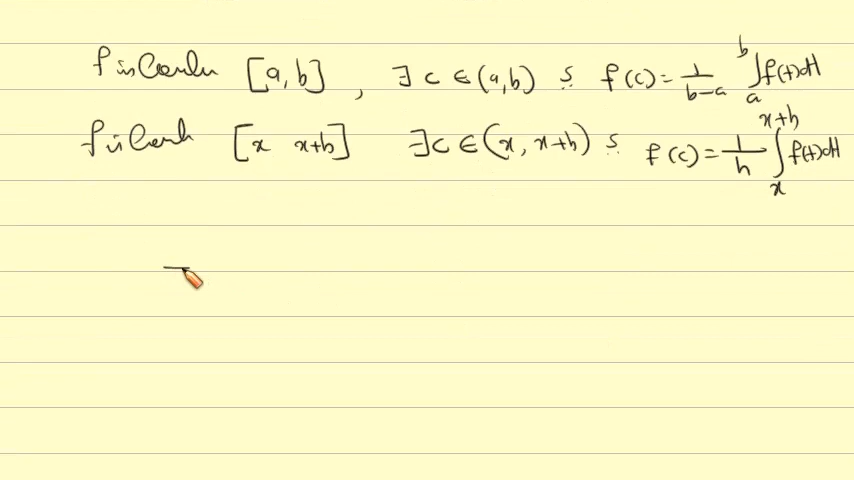 f is Contin [a, b] , ∃ c ∈ (a, b) s f(c) = 1/(b-a) ∫_a^b f(t)dt
f is Cont [x x+h] ∃ c ∈ (x, x+h) s f(c) = 1/h ∫_x^{x+h} f(t)dt